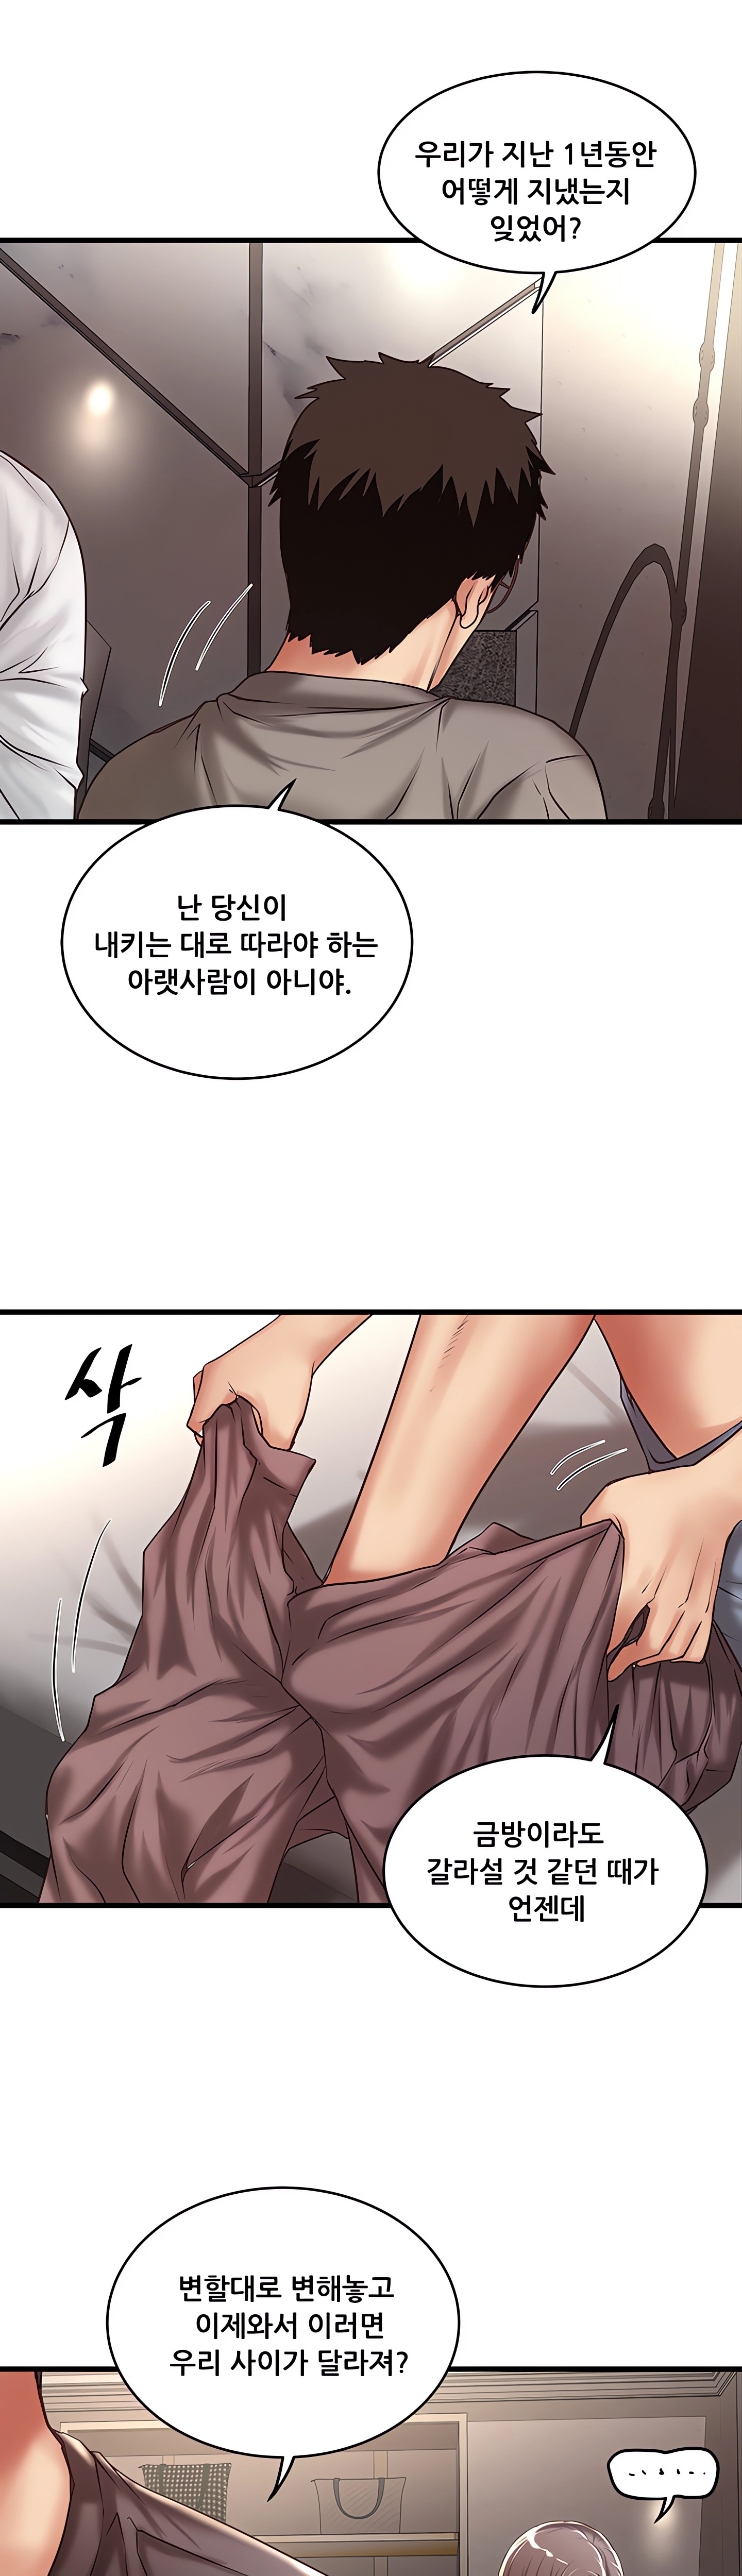 우리가 지난 1년동안
어떻게 지냈는지
잊었어?
난 당신이
내키는 대로 따라야 하는
아랫사람이 아니야.
삭
금방이라도
갈라설 것 같던 때가
언젠데
변할대로 변해놓고
이제와서 이러면
우리 사이가 달라져?
......